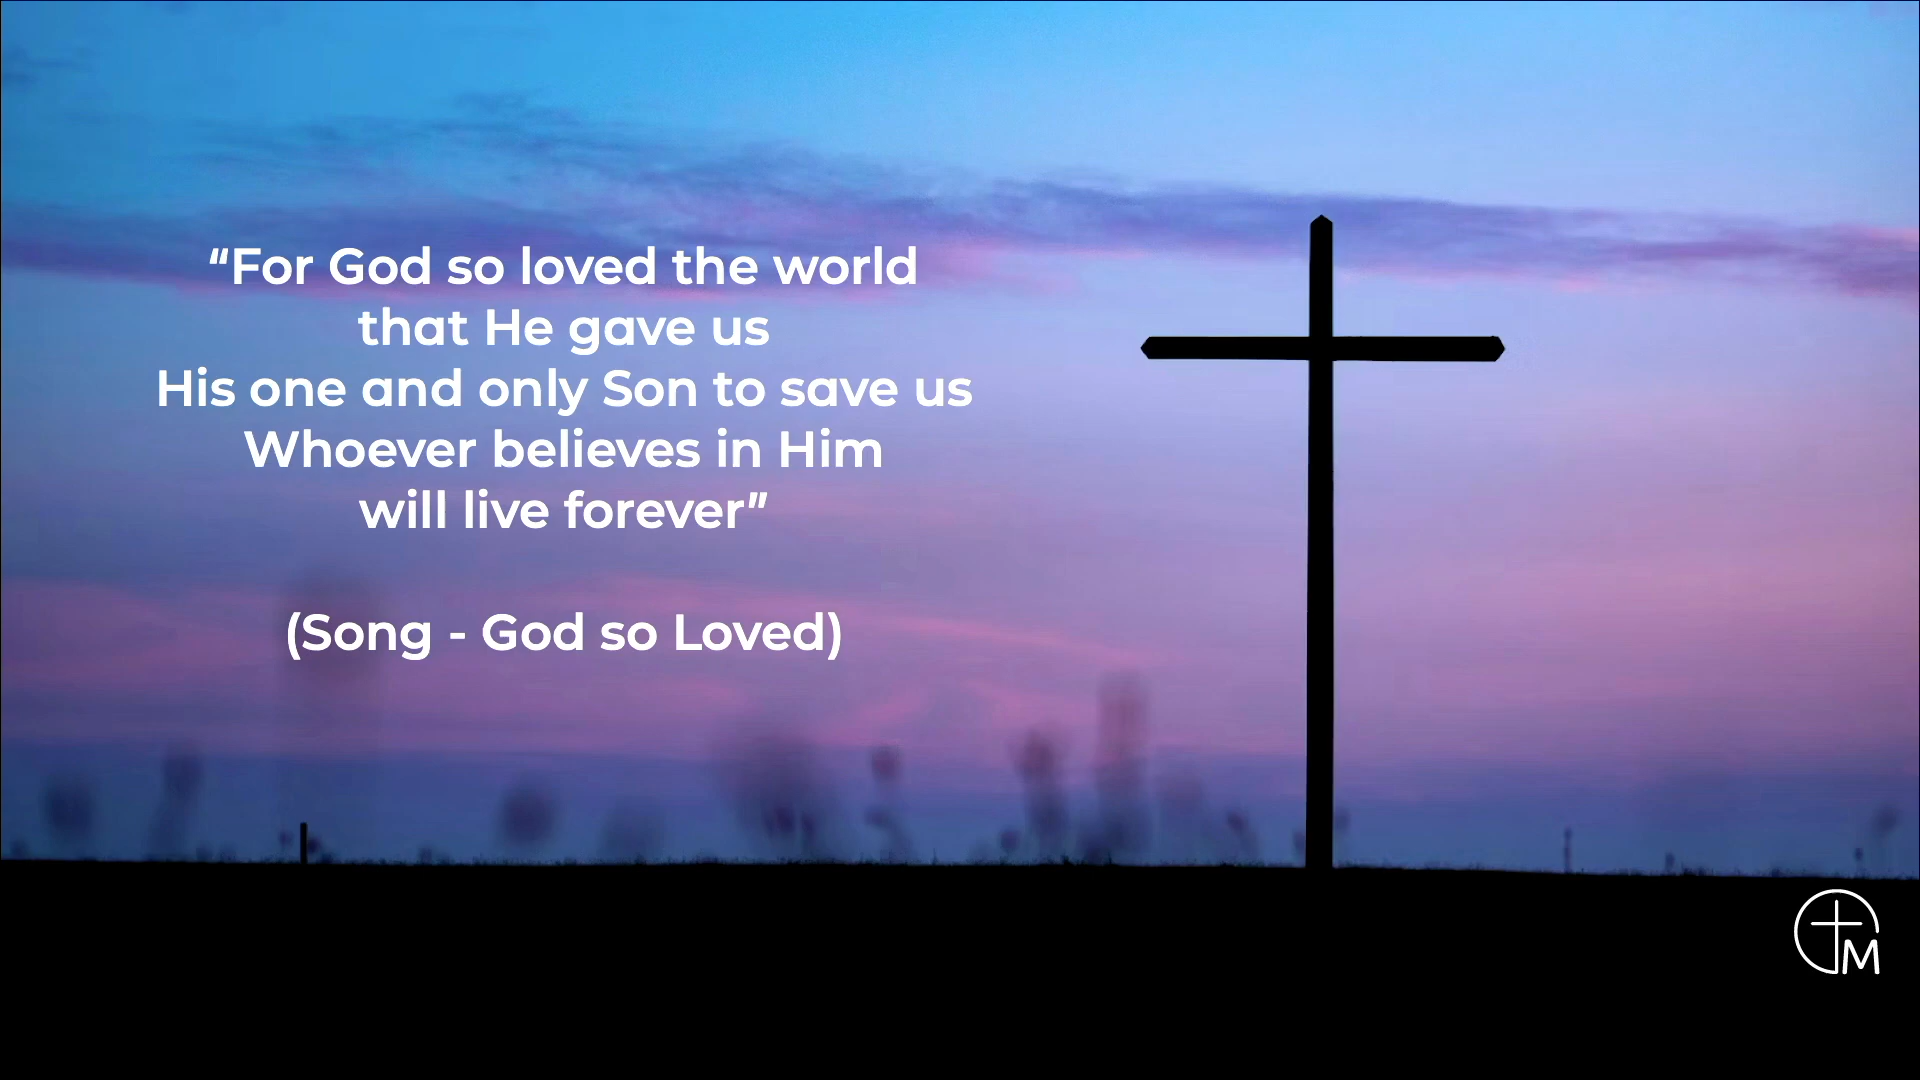 “For God so loved the world
that He gave us
His one and only Son to save us
Whoever believes in Him
will live forever”
(Song - God so Loved)
M